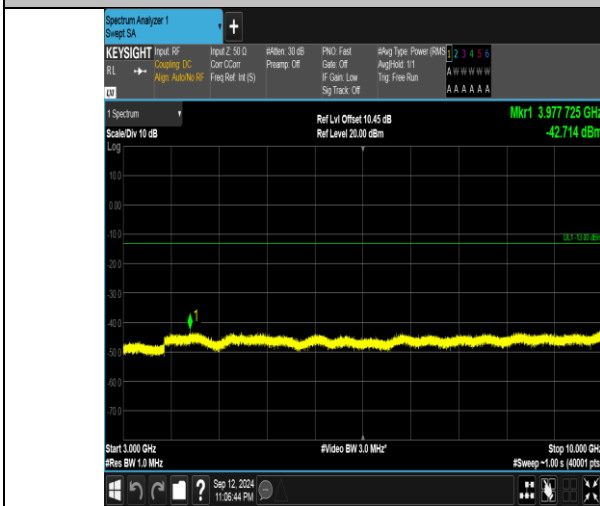 Spectrum Analyzer 1
Swept SA
+
KEYSIGHT Input: RF Input Z: 50 Ω #Atten: 30 dB PNO: Fast #Avg Type: Power (RMS 1 2 3 4 5 6
RL Coupling: DC Corr CCorr Preamp: Off Gate: Off Avg|Hold: 1/1 A W W W W W
Align: Auto/No RF Freq Ref: Int (S) IF Gain: Low Trig: Free Run
LXI Sig Track: Off A A A A A A
1 Spectrum Ref Lvl Offset 10.45 dB Mkr1 3.977 725 GHz
Scale/Div 10 dB Ref Level 20.00 dBm -42.714 dBm
Log
10.0
0.00
-10.0
DL1 -13.00 dBm
-20.0
-30.0
1
-40.0
-50.0
-60.0
-70.0
Start 3.000 GHz #Video BW 3.0 MHz* Stop 10.000 GHz
#Res BW 1.0 MHz #Sweep ~1.00 s (40001 pts
? Sep 12, 2024
11:06:44 PM